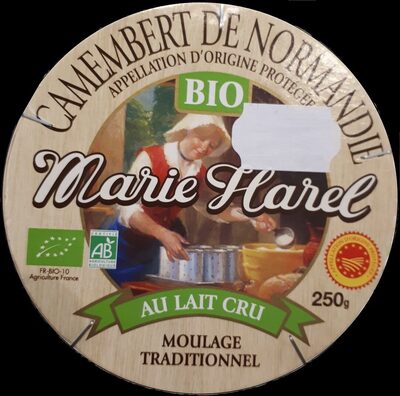 CAMEMBERT DE NORMANDIE
APPELLATION D'ORIGINE PROTÉGÉE
BIO
Marie Harel
FR-BIO-10
Agriculture France
AB
AU LAIT CRU
250g
MOULAGE
TRADITIONNEL